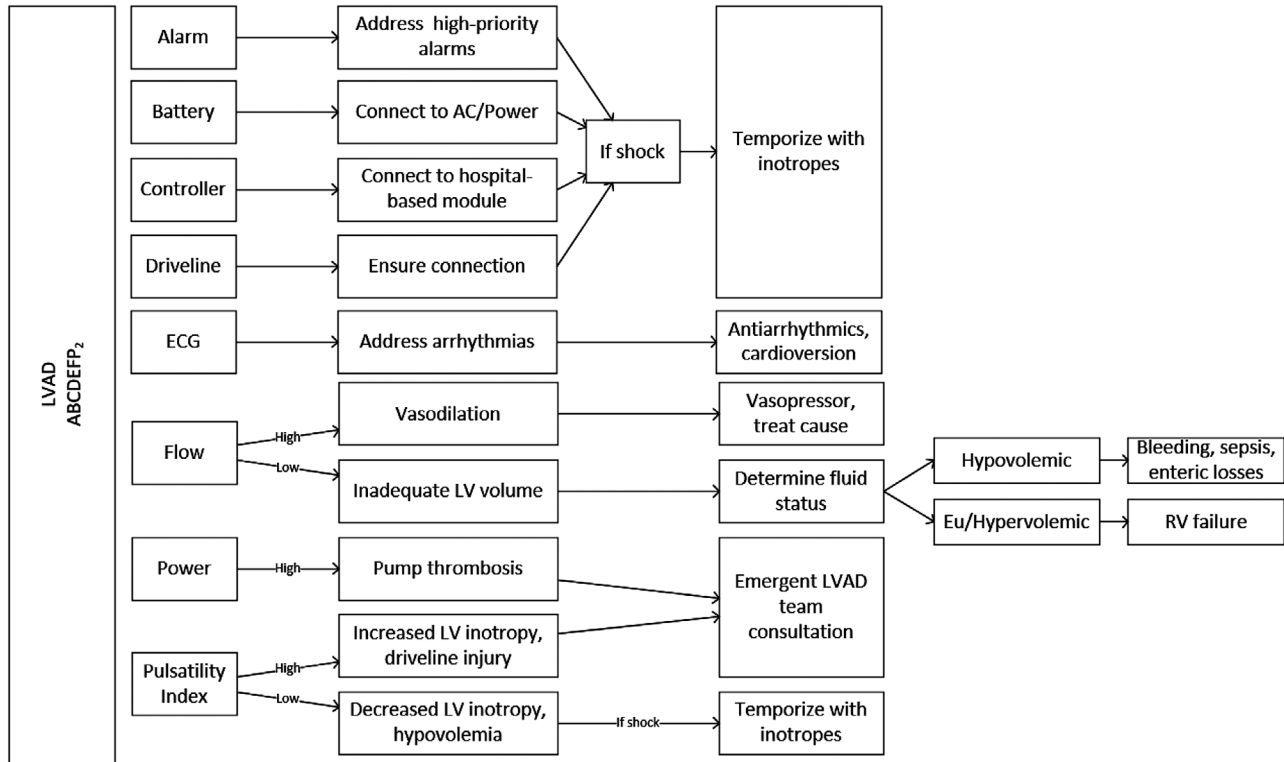 LVAD
ABCDEFP₂
Alarm
Address high-priority
alarms
Battery
Connect to AC/Power
Controller
Connect to hospital-
based module
Driveline
Ensure connection
If shock
Temporize with
inotropes
ECG
Address arrhythmias
Antiarrhythmics,
cardioversion
Flow
High
Vasodilation
Vasopressor,
treat cause
Low
Inadequate LV volume
Determine fluid
status
Hypovolemic
Bleeding, sepsis,
enteric losses
Eu/Hypervolemic
RV failure
Power
High
Pump thrombosis
Emergent LVAD
team
consultation
Pulsatility
Index
High
Increased LV inotropy,
driveline injury
Low
Decreased LV inotropy,
hypovolemia
If shock
Temporize with
inotropes